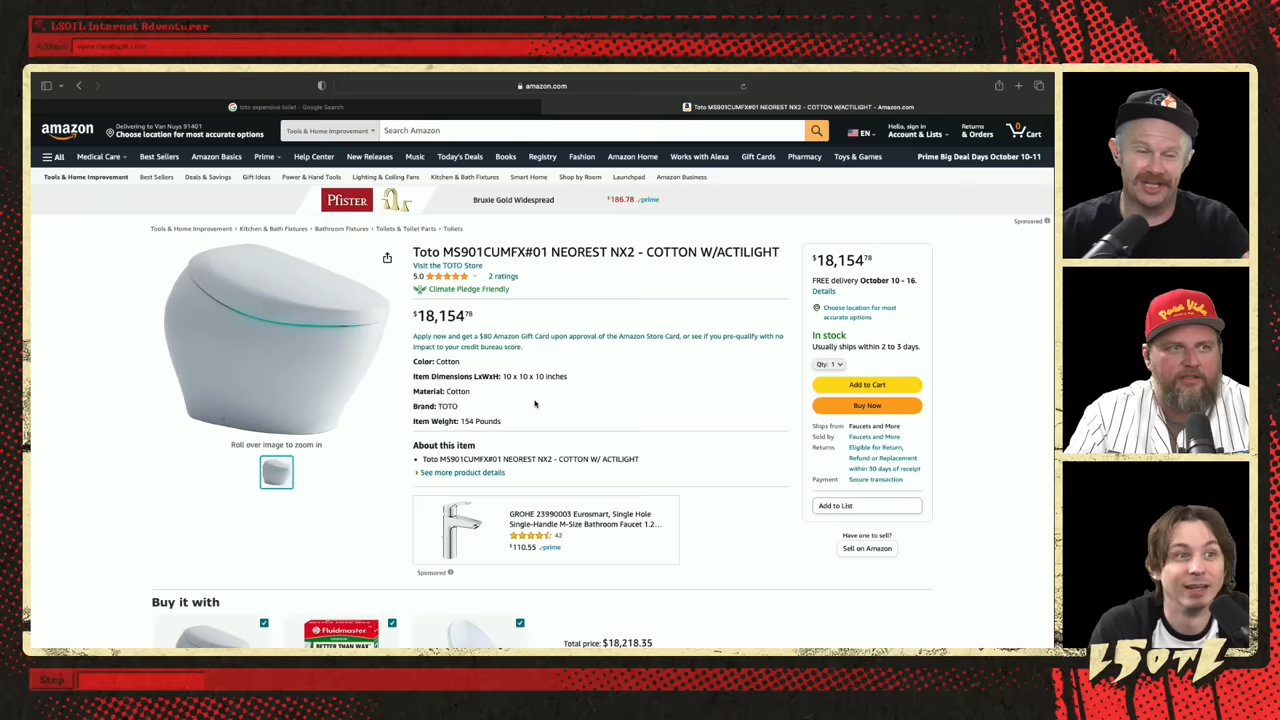 LSOTL Internet Adventurer
Address
amazon.com
toto expensive toilet - Google Search
Toto MS901CUMFX#01 NEOREST NX2 - COTTON W/ACTILIGHT - Amazon.com
amazon
Delivering to Van Nuys 91401
Choose location for most accurate options
Tools & Home Improvement
Search Amazon
EN
Hello, sign in
Account & Lists
Returns
& Orders
0
Cart
All
Medical Care
Best Sellers
Amazon Basics
Prime
Help Center
New Releases
Music
Today's Deals
Books
Registry
Fashion
Amazon Home
Works with Alexa
Gift Cards
Pharmacy
Toys & Games
Prime Big Deal Days October 10-11
Tools & Home Improvement
Best Sellers
Deals & Savings
Gift Ideas
Power & Hand Tools
Lighting & Ceiling Fans
Kitchen & Bath Fixtures
Smart Home
Shop by Room
Launchpad
Amazon Business
PFISTER
Bruxie Gold Widespread
$186.78 prime
Sponsored
Tools & Home Improvement › Kitchen & Bath Fixtures › Bathroom Fixtures › Toilets & Toilet Parts › Toilets
Toto MS901CUMFX#01 NEOREST NX2 - COTTON W/ACTILIGHT
Visit the TOTO Store
5.0
2 ratings
Climate Pledge Friendly
$18,154.78
Apply now and get a $80 Amazon Gift Card upon approval of the Amazon Store Card, or see if you pre-qualify with no
impact to your credit bureau score.
Color: Cotton
Item Dimensions LxWxH: 10 x 10 x 10 inches
Material: Cotton
Brand: TOTO
Item Weight: 154 Pounds
About this item
• Toto MS901CUMFX#01 NEOREST NX2 - COTTON W/ ACTILIGHT
› See more product details
Roll over image to zoom in
GROHE 23990003 Eurosmart, Single Hole
Single-Handle M-Size Bathroom Faucet 1.2...
42
$110.55 prime
Sponsored
$18,154.78
FREE delivery October 10 - 16.
Details
Choose location for most
accurate options
In stock
Usually ships within 2 to 3 days.
Qty: 1
Add to Cart
Buy Now
Ships from Faucets and More
Sold by Faucets and More
Returns Eligible for Return,
Refund or Replacement
within 30 days of receipt
Payment Secure transaction
Add to List
Have one to sell?
Sell on Amazon
Buy it with
Fluidmaster
BETTER THAN WAX
Total price: $18,218.35
PURA VIDA
LSOTL
Stop